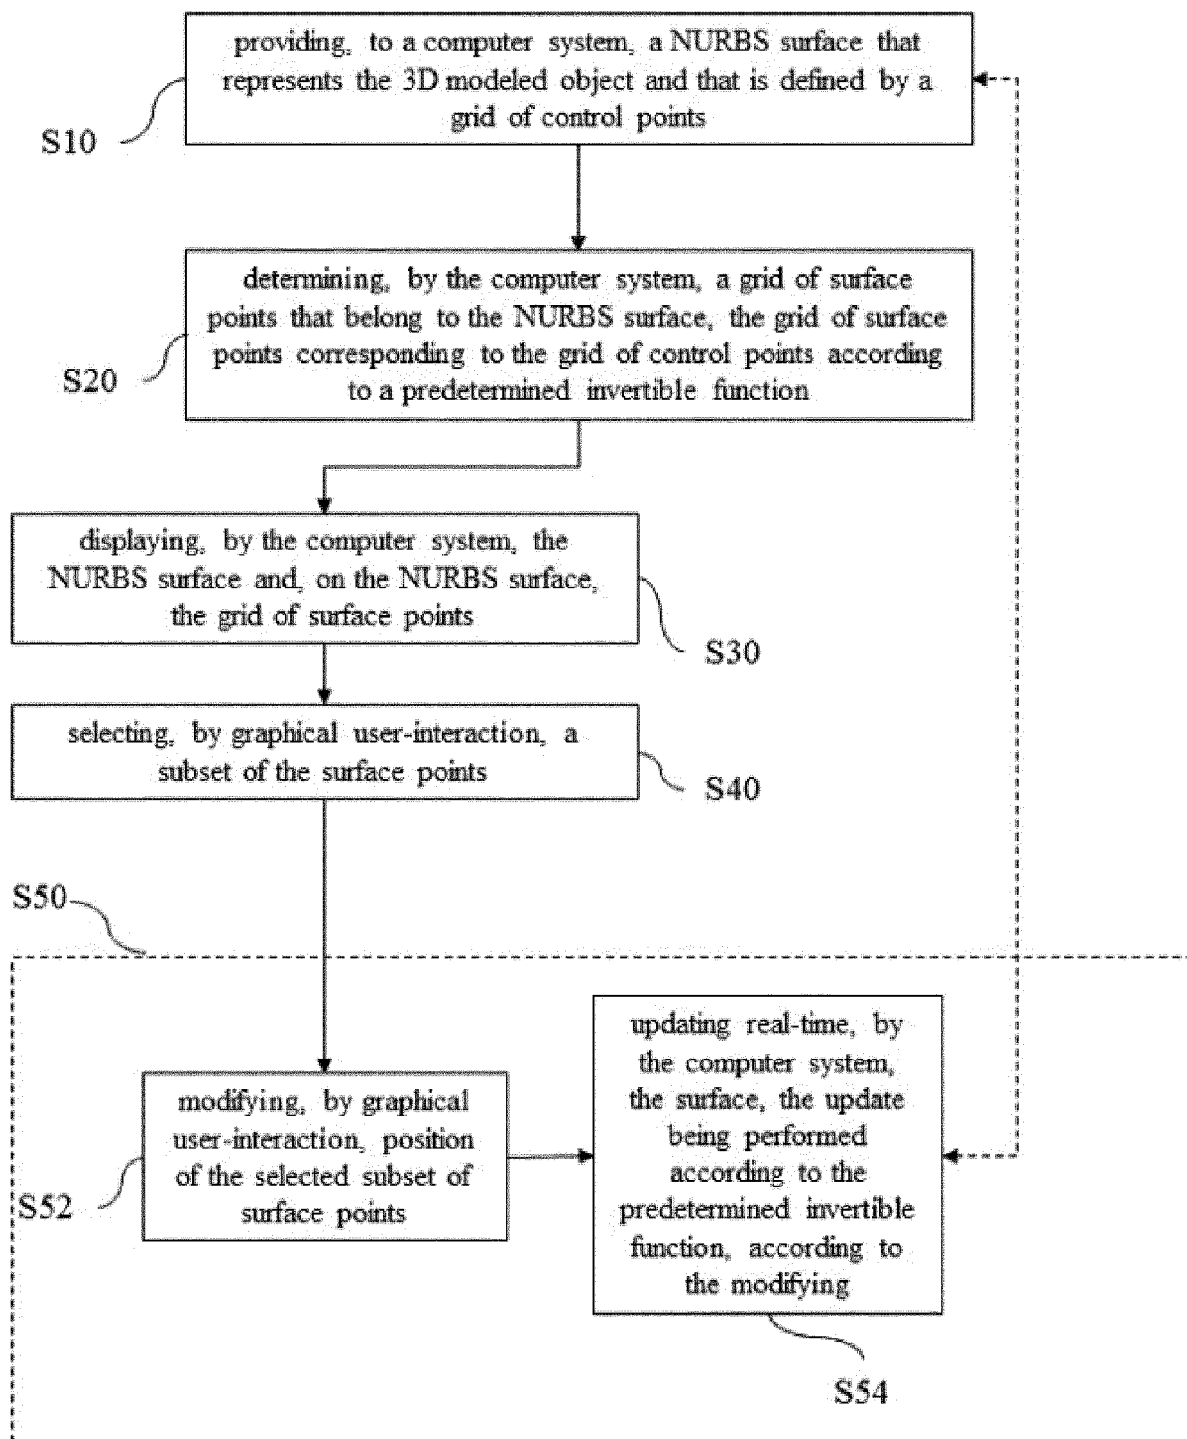 providing, to a computer system, a NURBS surface that
represents the 3D modeled object and that is defined by a
grid of control points
S10
determining, by the computer system, a grid of surface
points that belong to the NURBS surface, the grid of surface
points corresponding to the grid of control points according
to a predetermined invertible function
S20
displaying, by the computer system, the
NURBS surface and, on the NURBS surface,
the grid of surface points
S30
selecting, by graphical user-interaction, a
subset of the surface points
S40
S50
modifying, by graphical
user-interaction, position
of the selected subset of
surface points
S52
updating real-time, by
the computer system,
the surface, the update
being performed
according to the
predetermined invertible
function, according to
the modifying
S54